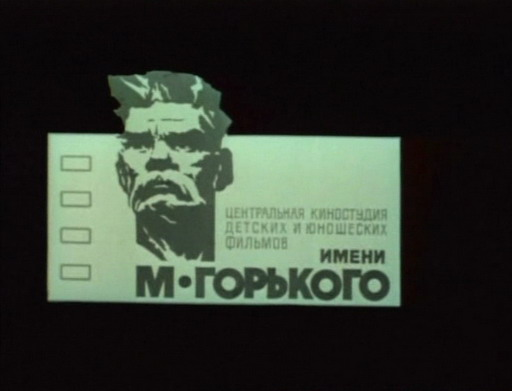 ЦЕНТРАЛЬНАЯ КИНОСТУДИЯ
ДЕТСКИХ И ЮНОШЕСКИХ
ФИЛЬМОВ
ИМЕНИ
М•ГОРЬКОГО